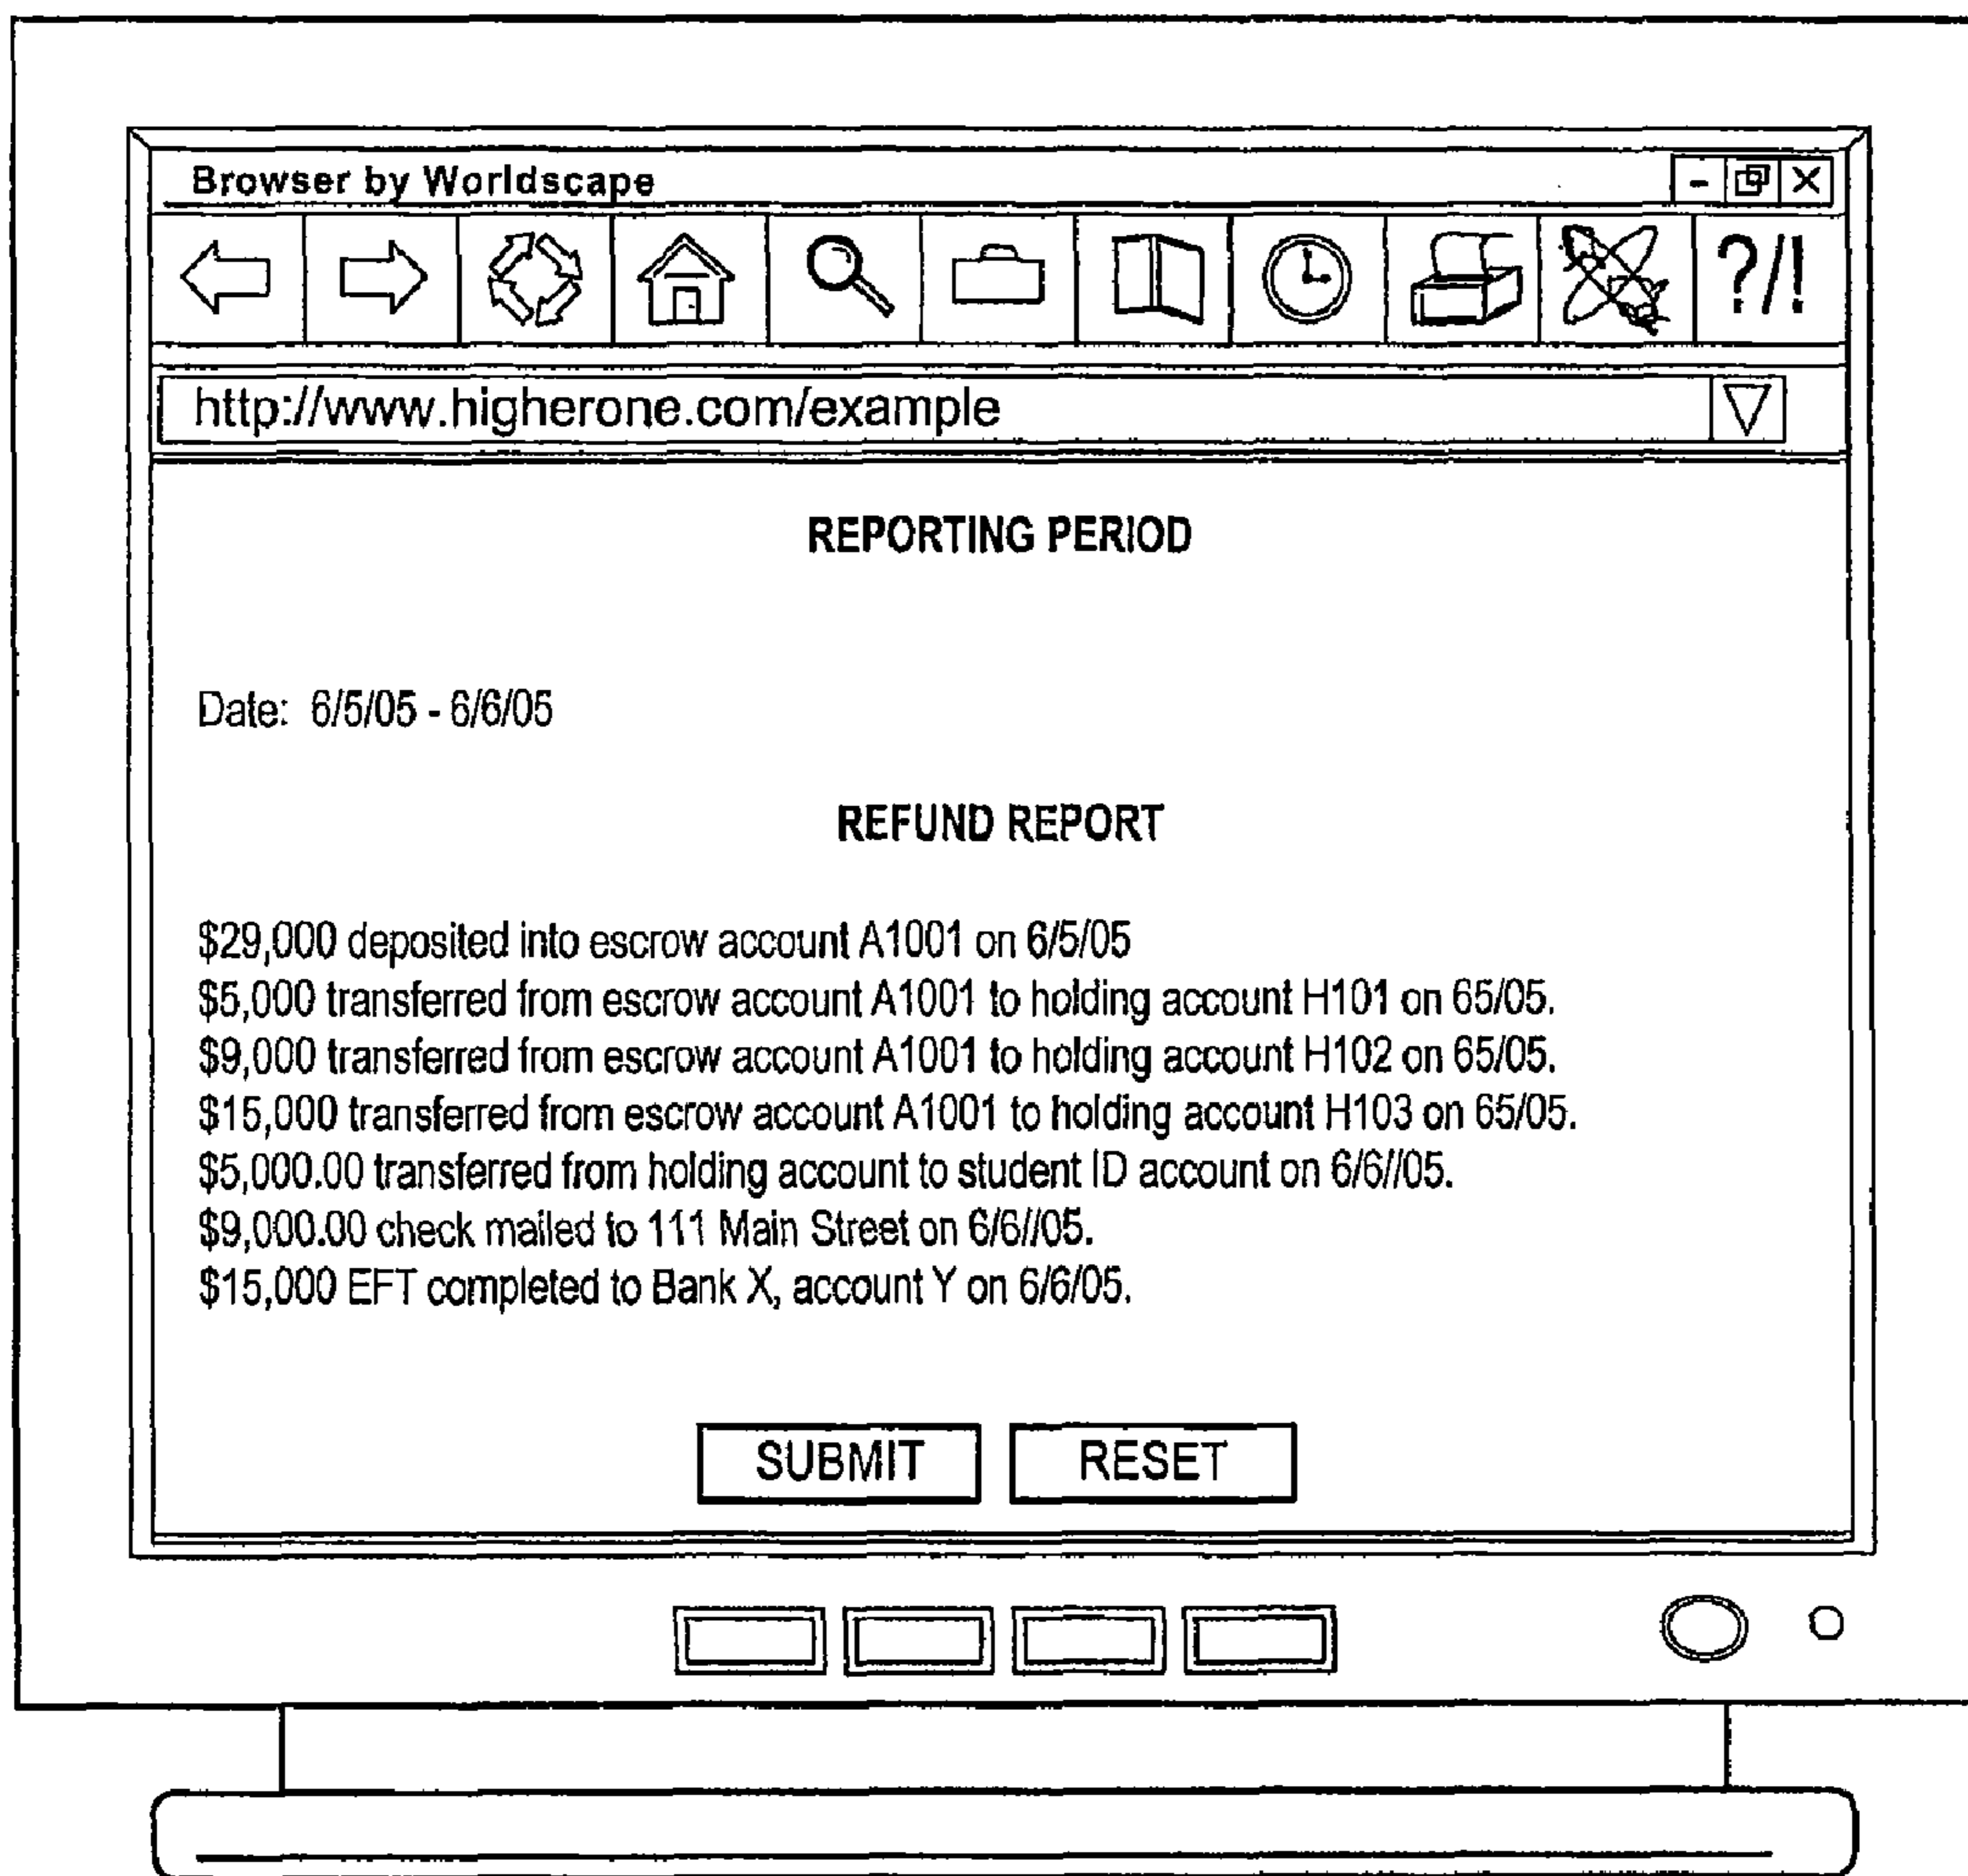 Browser by Worldscape
?/!
http://www.higherone.com/example
REPORTING PERIOD
Date: 6/5/05 - 6/6/05
REFUND REPORT
$29,000 deposited into escrow account A1001 on 6/5/05
$5,000 transferred from escrow account A1001 to holding account H101 on 65/05.
$9,000 transferred from escrow account A1001 to holding account H102 on 65/05.
$15,000 transferred from escrow account A1001 to holding account H103 on 65/05.
$5,000.00 transferred from holding account to student ID account on 6/6//05.
$9,000.00 check mailed to 111 Main Street on 6/6//05.
$15,000 EFT completed to Bank X, account Y on 6/6/05.
SUBMIT RESET